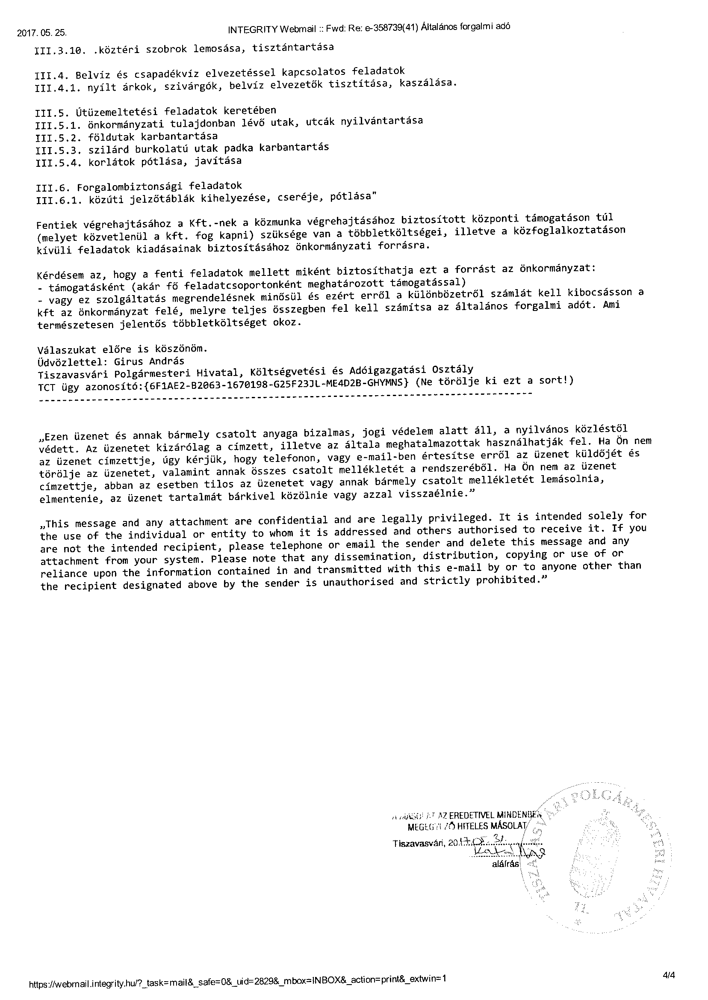 2017. 05. 25.
INTEGRITY Webmail :: Fwd: Re: e-358739(41) Általános forgalmi adó
III.3.10. .köztéri szobrok lemosása, tisztántartása
III.4. Belvíz és csapadékvíz elvezetéssel kapcsolatos feladatok
III.4.1. nyílt árkok, szivárgók, belvíz elvezetők tisztítása, kaszálása.
III.5. Útüzemeltetési feladatok keretében
III.5.1. önkormányzati tulajdonban lévő utak, utcák nyilvántartása
III.5.2. földutak karbantartása
III.5.3. szilárd burkolatú utak padka karbantartás
III.5.4. korlátok pótlása, javítása
III.6. Forgalombiztonsági feladatok
III.6.1. közúti jelzőtáblák kihelyezése, cseréje, pótlása"
Fentiek végrehajtásához a Kft.-nek a közmunka végrehajtásához biztosított központi támogatáson túl
(melyet közvetlenül a kft. fog kapni) szüksége van a többletköltségei, illetve a közfoglalkoztatáson
kívüli feladatok kiadásainak biztosításához önkormányzati forrásra.
Kérdésem az, hogy a fenti feladatok mellett miként biztosíthatja ezt a forrást az önkormányzat:
- támogatásként (akár fő feladatcsoportonként meghatározott támogatással)
- vagy ez szolgáltatás megrendelésnek minősül és ezért erről a különbözetről számlát kell kibocsásson a
kft az önkormányzat felé, melyre teljes összegben fel kell számítsa az általános forgalmi adót. Ami
természetesen jelentős többletköltséget okoz.
Válaszukat előre is köszönöm.
Üdvözlettel: Girus András
Tiszavasvári Polgármesteri Hivatal, Költségvetési és Adóigazgatási Osztály
TCT ügy azonosító:{6F1AE2-B2063-1670198-G25F23JL-ME4D2B-GHYMNS} (Ne törölje ki ezt a sort!)
„Ezen üzenet és annak bármely csatolt anyaga bizalmas, jogi védelem alatt áll, a nyilvános közléstől
védett. Az üzenetet kizárólag a címzett, illetve az általa meghatalmazottak használhatják fel. Ha Ön nem
az üzenet címzettje, úgy kérjük, hogy telefonon, vagy e-mail-ben értesítse erről az üzenet küldőjét és
törölje az üzenetet, valamint annak összes csatolt mellékletét a rendszeréből. Ha Ön nem az üzenet
címzettje, abban az esetben tilos az üzenetet vagy annak bármely csatolt mellékletét lemásolnia,
elmentenie, az üzenet tartalmát bárkivel közölnie vagy azzal visszaélnie.”
„This message and any attachment are confidential and are legally privileged. It is intended solely for
the use of the individual or entity to whom it is addressed and others authorised to receive it. If you
are not the intended recipient, please telephone or email the sender and delete this message and any
attachment from your system. Please note that any dissemination, distribution, copying or use of or
reliance upon the information contained in and transmitted with this e-mail by or to anyone other than
the recipient designated above by the sender is unauthorised and strictly prohibited.”
A MÁSOLAT AZ EREDETIVEL MINDENBEN
MEGEGYEZŐ HITELES MÁSOLAT
Tiszavasvári, 2017.05.31.
aláírás
TISZAVASVÁRI POLGÁRMESTERI HIVATAL
https://webmail.integrity.hu/?_task=mail&_safe=0&_uid=2829&_mbox=INBOX&_action=print&_extwin=1
4/4